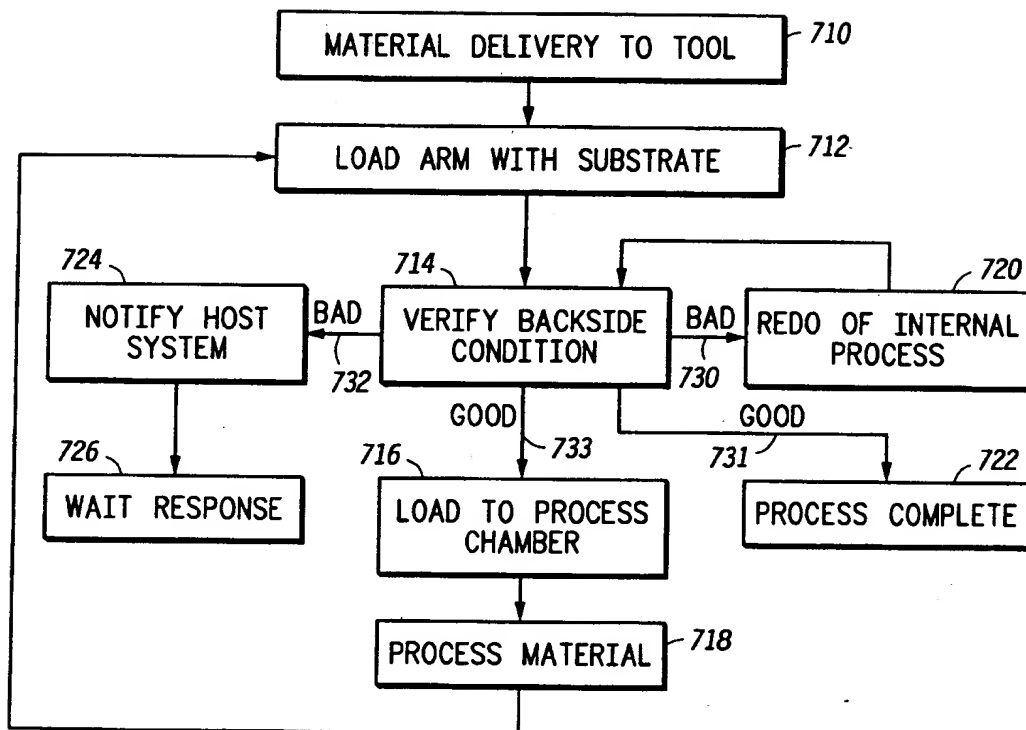 MATERIAL DELIVERY TO TOOL
710
LOAD ARM WITH SUBSTRATE
712
724
NOTIFY HOST
SYSTEM
BAD
732
714
VERIFY BACKSIDE
CONDITION
BAD
730
720
REDO OF INTERNAL
PROCESS
GOOD
733
GOOD
731
726
WAIT RESPONSE
716
LOAD TO PROCESS
CHAMBER
722
PROCESS COMPLETE
PROCESS MATERIAL
718